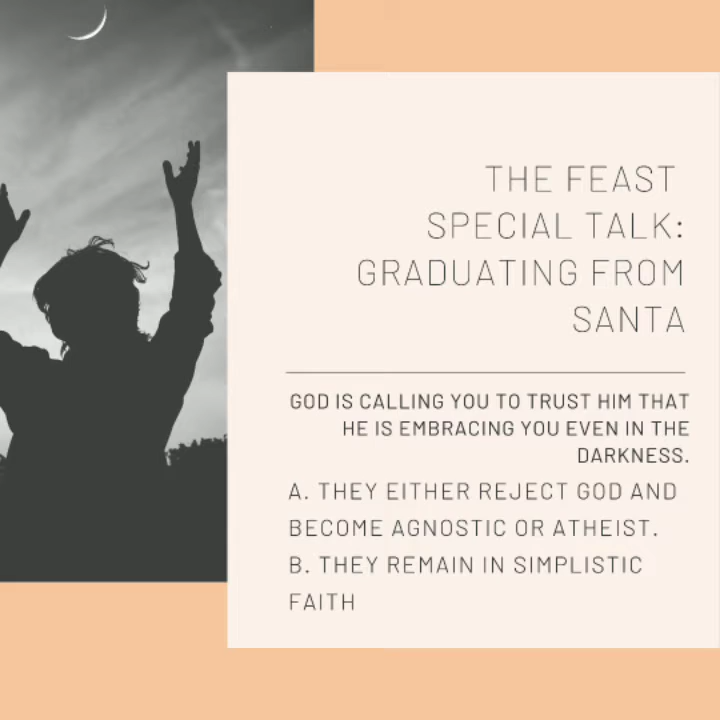 THE FEAST
SPECIAL TALK:
GRADUATING FROM
SANTA
GOD IS CALLING YOU TO TRUST HIM THAT
HE IS EMBRACING YOU EVEN IN THE
DARKNESS.
A. THEY EITHER REJECT GOD AND
BECOME AGNOSTIC OR ATHEIST.
B. THEY REMAIN IN SIMPLISTIC
FAITH